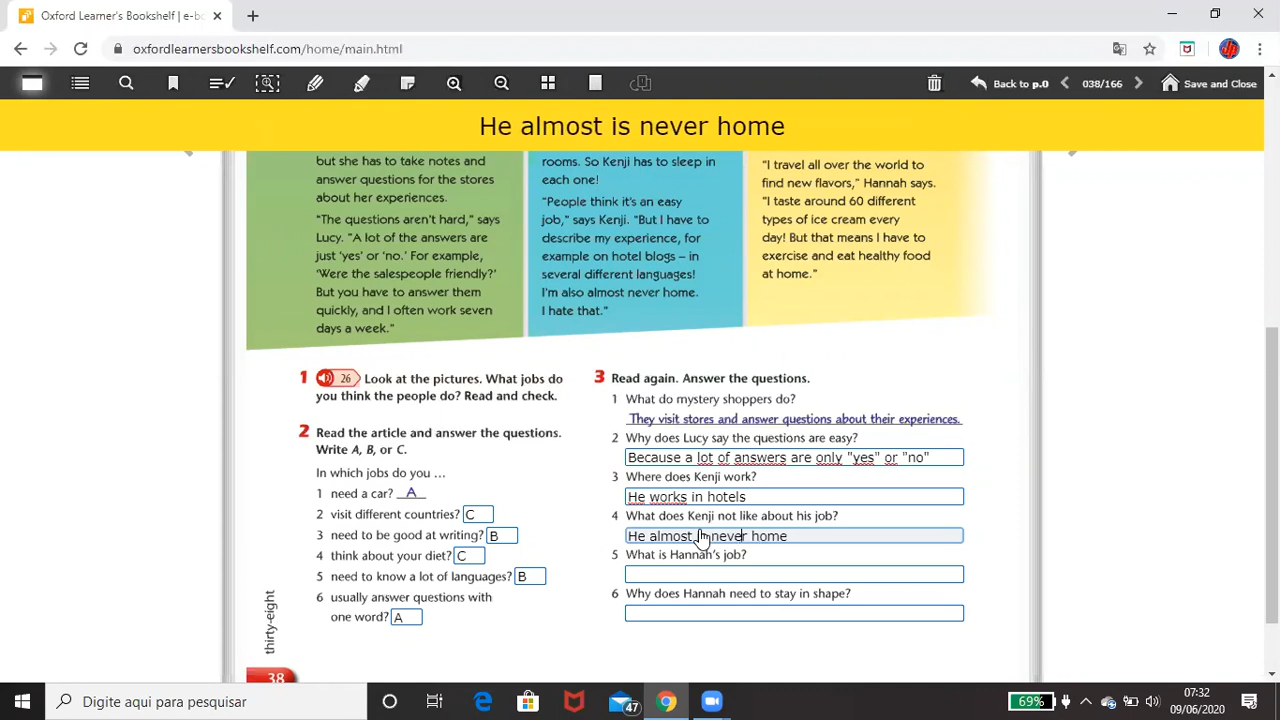 Oxford Learner's Bookshelf | e-bo
oxfordlearnersbookshelf.com/home/main.html
Back to p.0
038/166
Save and Close
He almost is never home
but she has to take notes and
answer questions for the stores
about her experiences.
"The questions aren't hard," says
Lucy. "A lot of the answers are
just 'yes' or 'no.' For example,
'Were the salespeople friendly?'
But you have to answer them
quickly, and I often work seven
days a week."
rooms. So Kenji has to sleep in
each one!
"People think it's an easy
job," says Kenji. "But I have to
describe my experience, for
example on hotel blogs – in
several different languages!
I'm also almost never home.
I hate that."
"I travel all over the world to
find new flavors," Hannah says.
"I taste around 60 different
types of ice cream every
day! But that means I have to
exercise and eat healthy food
at home."
1 26 Look at the pictures. What jobs do
you think the people do? Read and check.
2 Read the article and answer the questions.
Write A, B, or C.
In which jobs do you …
1 need a car? A
2 visit different countries? C
3 need to be good at writing? B
4 think about your diet? C
5 need to know a lot of languages? B
6 usually answer questions with
one word? A
thirty-eight
38
3 Read again. Answer the questions.
1 What do mystery shoppers do?
They visit stores and answer questions about their experiences.
2 Why does Lucy say the questions are easy?
Because a lot of answers are only "yes" or "no"
3 Where does Kenji work?
He works in hotels
4 What does Kenji not like about his job?
He almost never home
5 What is Hannah's job?
6 Why does Hannah need to stay in shape?
Digite aqui para pesquisar
47
69%
07:32
09/06/2020